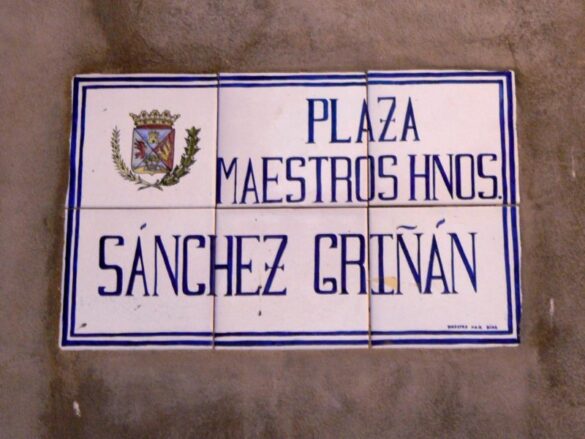 PLAZA
MAESTROS HNOS.
SÁNCHEZ GRIÑÁN